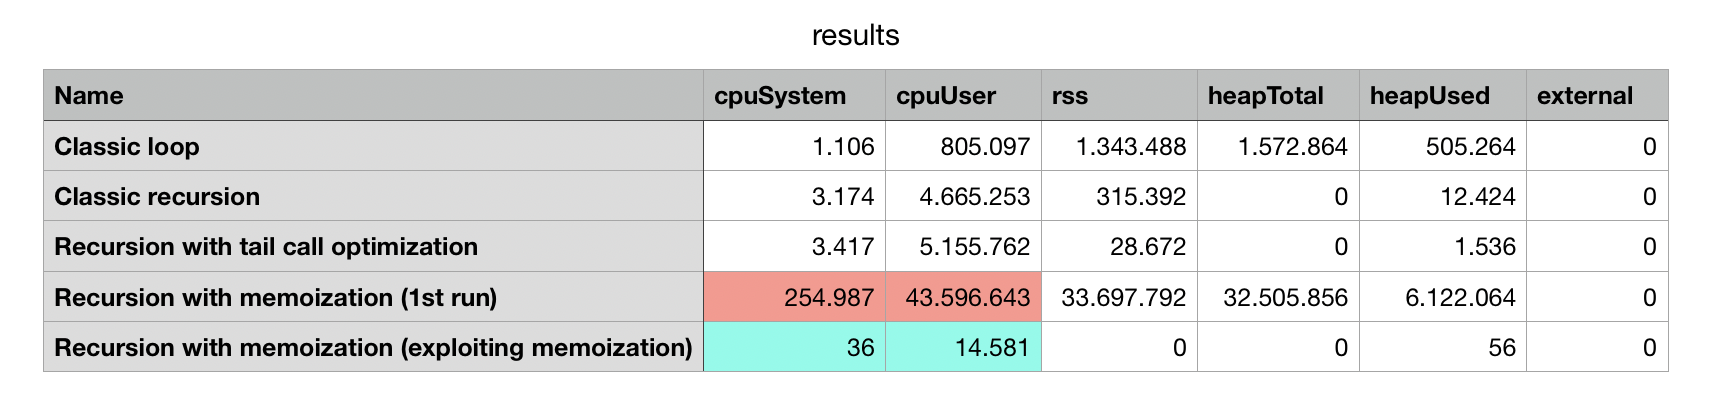 results
Name cpuSystem cpuUser rss heapTotal heapUsed external
Classic loop 1.106 805.097 1.343.488 1.572.864 505.264 0
Classic recursion 3.174 4.665.253 315.392 0 12.424 0
Recursion with tail call optimization 3.417 5.155.762 28.672 0 1.536 0
Recursion with memoization (1st run) 254.987 43.596.643 33.697.792 32.505.856 6.122.064 0
Recursion with memoization (exploiting memoization) 36 14.581 0 0 56 0